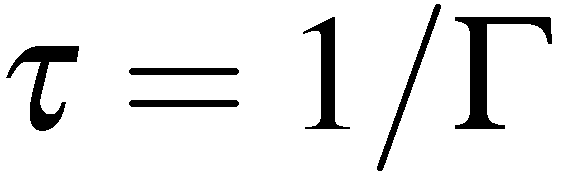 τ = 1/Γ